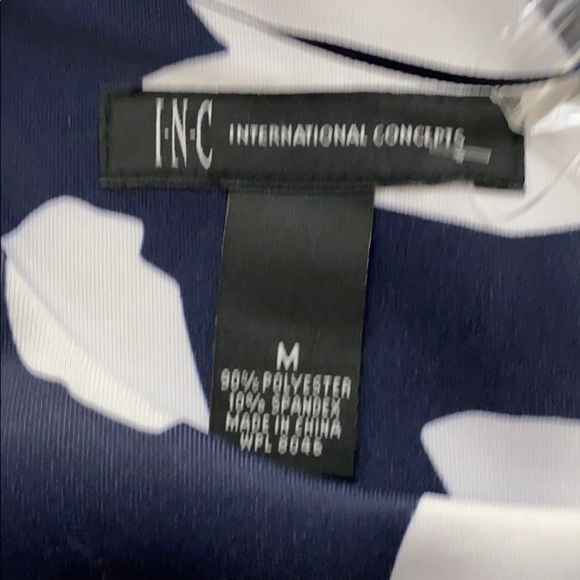 I·N·C INTERNATIONAL CONCEPTS
M
90% POLYESTER
10% SPANDEX
MADE IN CHINA
WPL 8046